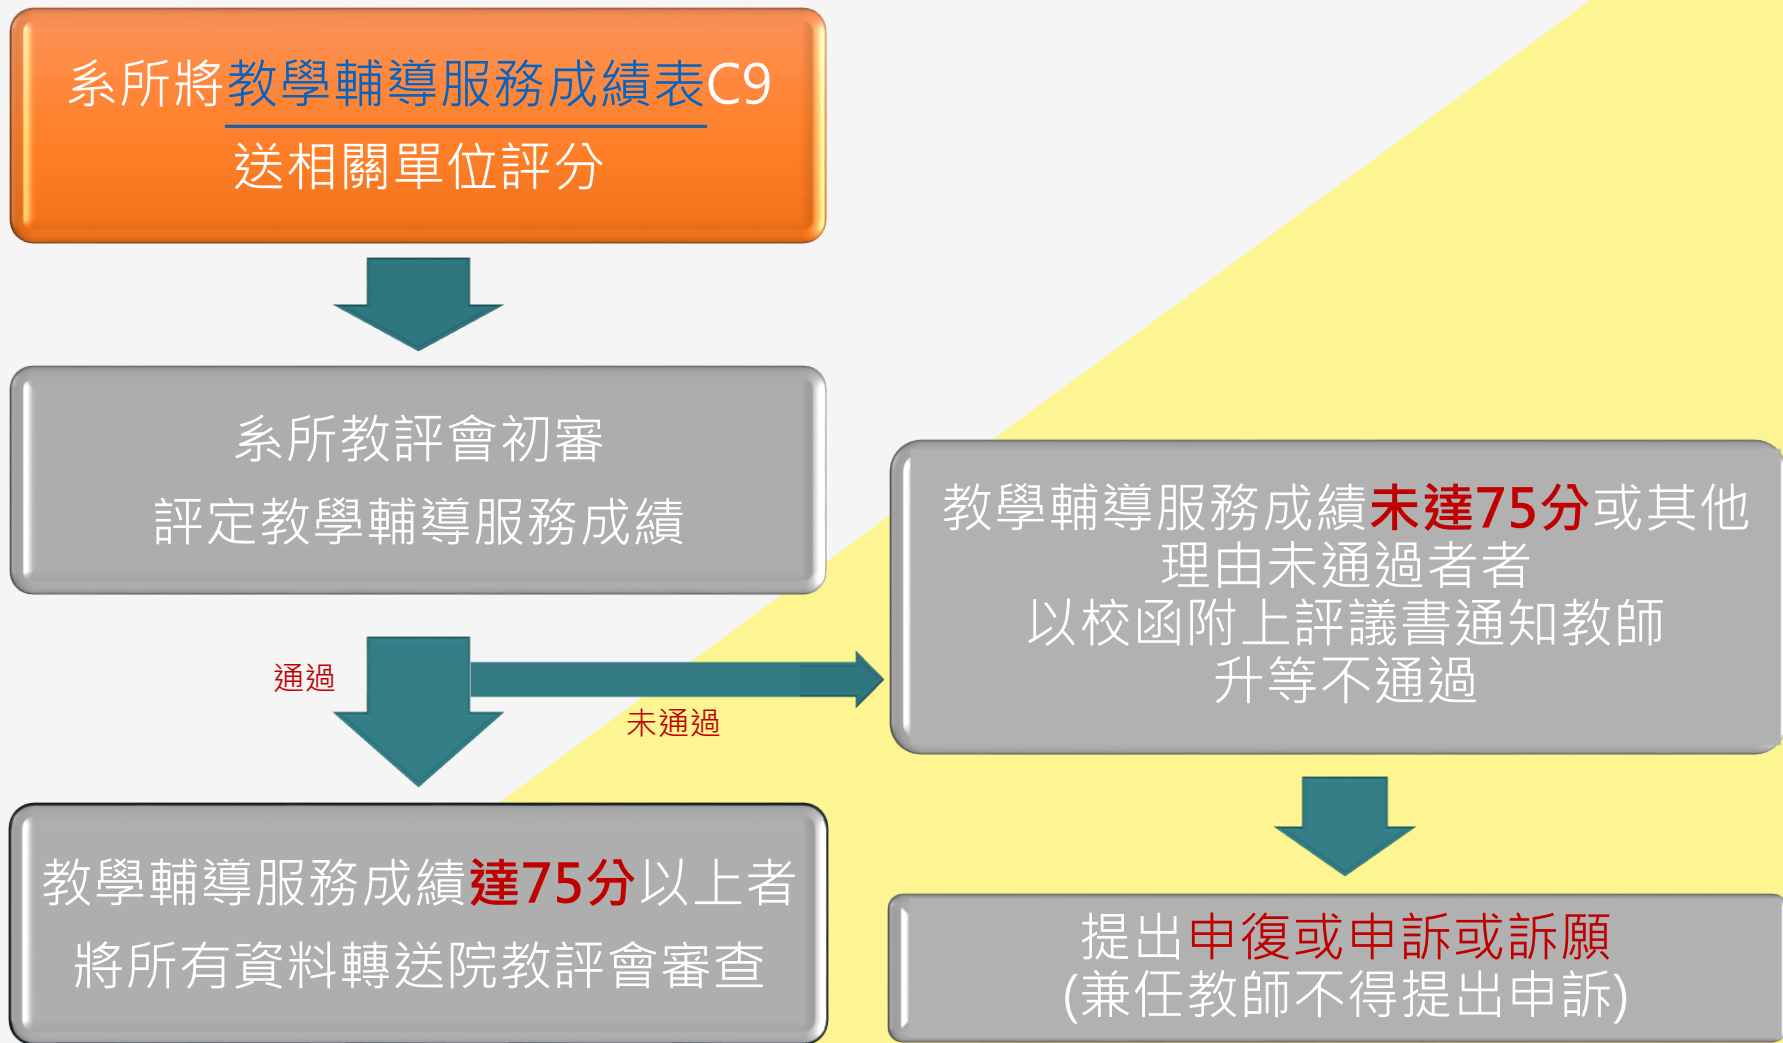 系所將教學輔導服務成績表C9
送相關單位評分
系所教評會初審
評定教學輔導服務成績
通過
未通過
教學輔導服務成績達75分以上者
將所有資料轉送院教評會審查
教學輔導服務成績未達75分或其他
理由未通過者者
以校函附上評議書通知教師
升等不通過
提出申復或申訴或訴願
(兼任教師不得提出申訴)